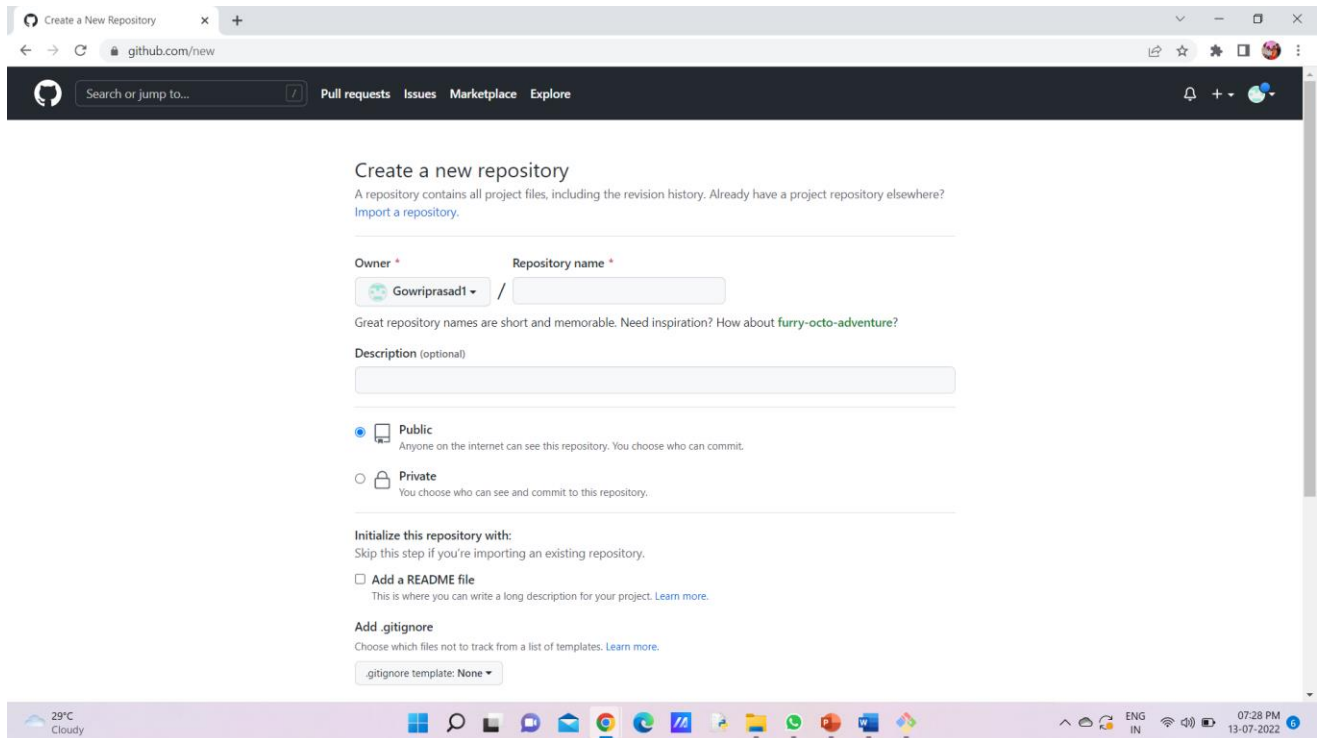 Create a New Repository
github.com/new
Search or jump to... / Pull requests Issues Marketplace Explore
Create a new repository
A repository contains all project files, including the revision history. Already have a project repository elsewhere?
Import a repository.
Owner * Repository name *
Gowriprasad1 /
Great repository names are short and memorable. Need inspiration? How about furry-octo-adventure?
Description (optional)
Public
Anyone on the internet can see this repository. You choose who can commit.
Private
You choose who can see and commit to this repository.
Initialize this repository with:
Skip this step if you're importing an existing repository.
Add a README file
This is where you can write a long description for your project. Learn more.
Add .gitignore
Choose which files not to track from a list of templates. Learn more.
.gitignore template: None
29°C
Cloudy
ENG
IN
07:28 PM
13-07-2022
6